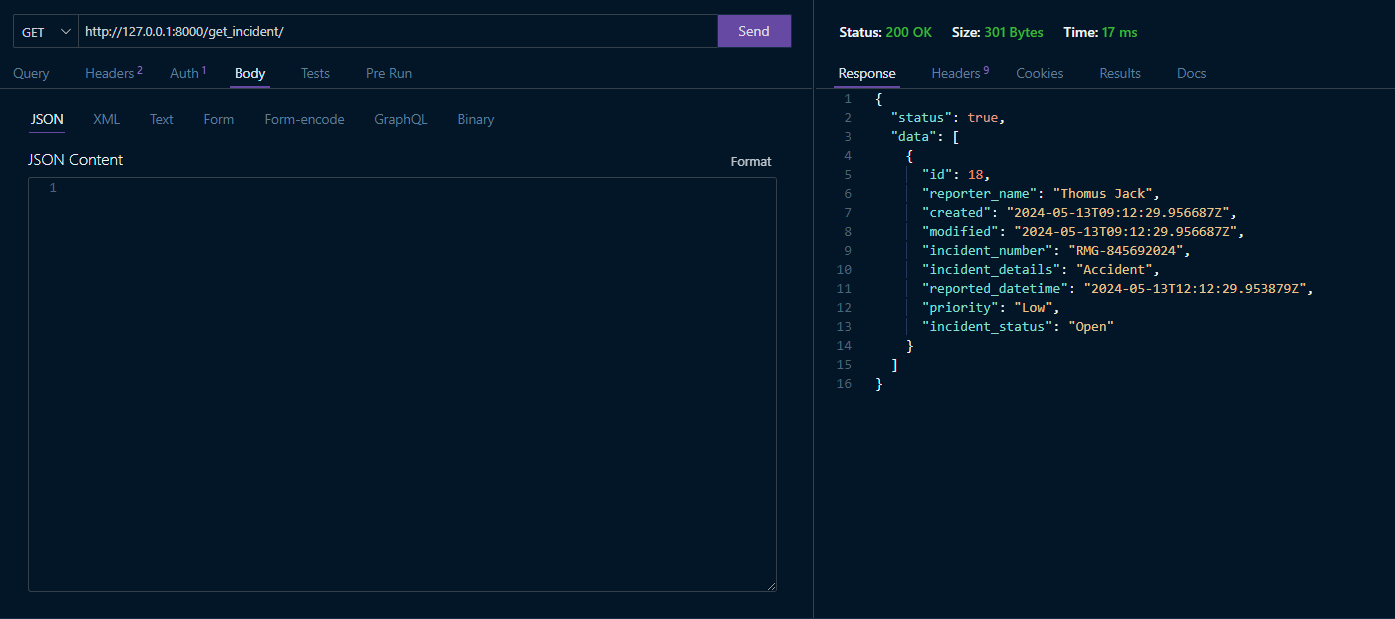 GET http://127.0.0.1:8000/get_incident/ Send
Query Headers 2 Auth 1 Body Tests Pre Run
JSON XML Text Form Form-encode GraphQL Binary
JSON Content Format
1
Status: 200 OK Size: 301 Bytes Time: 17 ms
Response Headers 9 Cookies Results Docs
1 {
2 "status": true,
3 "data": [
4 {
5 "id": 18,
6 "reporter_name": "Thomus Jack",
7 "created": "2024-05-13T09:12:29.956687Z",
8 "modified": "2024-05-13T09:12:29.956687Z",
9 "incident_number": "RMG-845692024",
10 "incident_details": "Accident",
11 "reported_datetime": "2024-05-13T12:12:29.953879Z",
12 "priority": "Low",
13 "incident_status": "Open"
14 }
15 ]
16 }